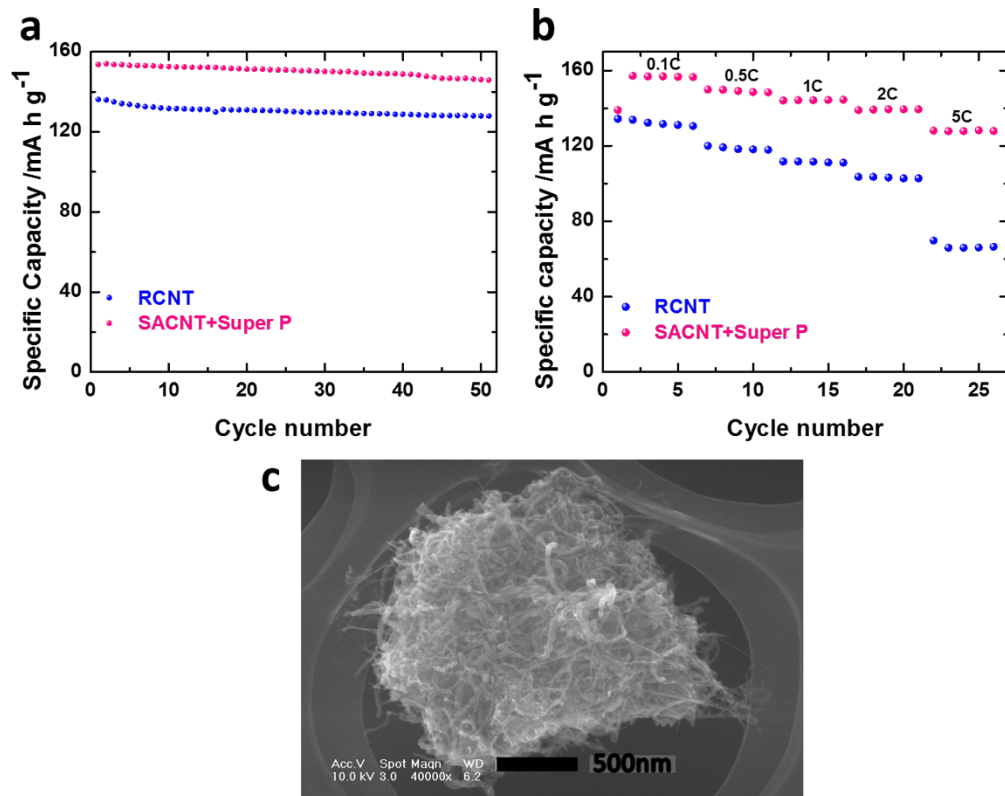 a
160
120
80
40
0
0 10 20 30 40 50
Specific Capacity /mA h g-1
RCNT
SACNT+Super P
Cycle number
b
160
120
80
40
0
0 5 10 15 20 25
Specific capacity /mA h g-1
0.1C
0.5C
1C
2C
5C
RCNT
SACNT+Super P
Cycle number
c
Acc.V Spot Magn WD
10.0 kV 3.0 40000x 6.2
500nm